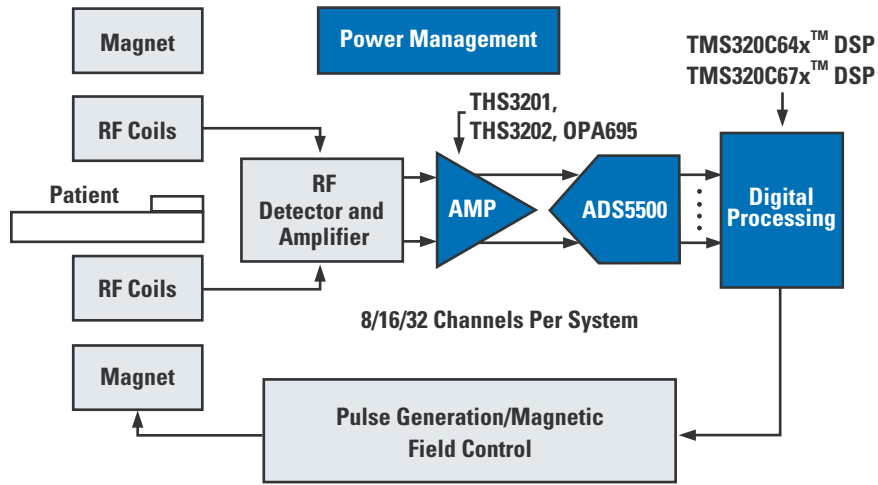 Magnet
Power Management
TMS320C64x™ DSP
TMS320C67x™ DSP
THS3201,
THS3202, OPA695
RF Coils
RF
Detector and
Amplifier
AMP
ADS5500
Digital
Processing
Patient
RF Coils
8/16/32 Channels Per System
Magnet
Pulse Generation/Magnetic
Field Control